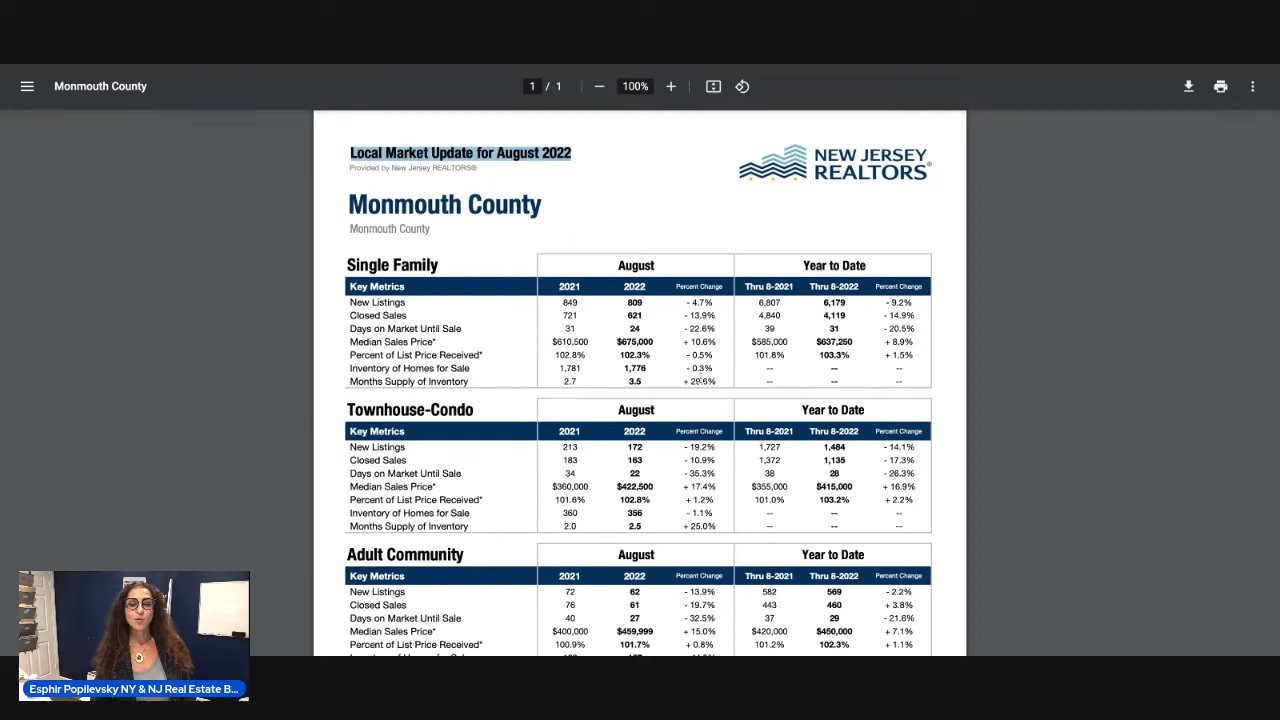 Monmouth County
1 / 1
100%
Local Market Update for August 2022
Provided by New Jersey REALTORS®
NEW JERSEY
REALTORS®
Monmouth County
Monmouth County
Single Family August Year to Date
Key Metrics 2021 2022 Percent Change Thru 8-2021 Thru 8-2022 Percent Change
New Listings 849 809 - 4.7% 6,807 6,179 - 9.2%
Closed Sales 721 621 - 13.9% 4,840 4,119 - 14.9%
Days on Market Until Sale 31 24 - 22.6% 39 31 - 20.5%
Median Sales Price* $610,500 $675,000 + 10.6% $585,000 $637,250 + 8.9%
Percent of List Price Received* 102.8% 102.3% - 0.5% 101.8% 103.3% + 1.5%
Inventory of Homes for Sale 1,781 1,776 - 0.3% -- -- --
Months Supply of Inventory 2.7 3.5 + 29.6% -- -- --
Townhouse-Condo August Year to Date
Key Metrics 2021 2022 Percent Change Thru 8-2021 Thru 8-2022 Percent Change
New Listings 213 172 - 19.2% 1,727 1,484 - 14.1%
Closed Sales 183 163 - 10.9% 1,372 1,135 - 17.3%
Days on Market Until Sale 34 22 - 35.3% 38 28 - 26.3%
Median Sales Price* $360,000 $422,500 + 17.4% $355,000 $415,000 + 16.9%
Percent of List Price Received* 101.6% 102.8% + 1.2% 101.0% 103.2% + 2.2%
Inventory of Homes for Sale 360 356 - 1.1% -- -- --
Months Supply of Inventory 2.0 2.5 + 25.0% -- -- --
Adult Community August Year to Date
Key Metrics 2021 2022 Percent Change Thru 8-2021 Thru 8-2022 Percent Change
New Listings 72 62 - 13.9% 582 569 - 2.2%
Closed Sales 76 61 - 19.7% 443 460 + 3.8%
Days on Market Until Sale 40 27 - 32.5% 37 29 - 21.6%
Median Sales Price* $400,000 $459,999 + 15.0% $420,000 $450,000 + 7.1%
Percent of List Price Received* 100.9% 101.7% + 0.8% 101.2% 102.3% + 1.1%
Esphir Popilevsky NY & NJ Real Estate B...